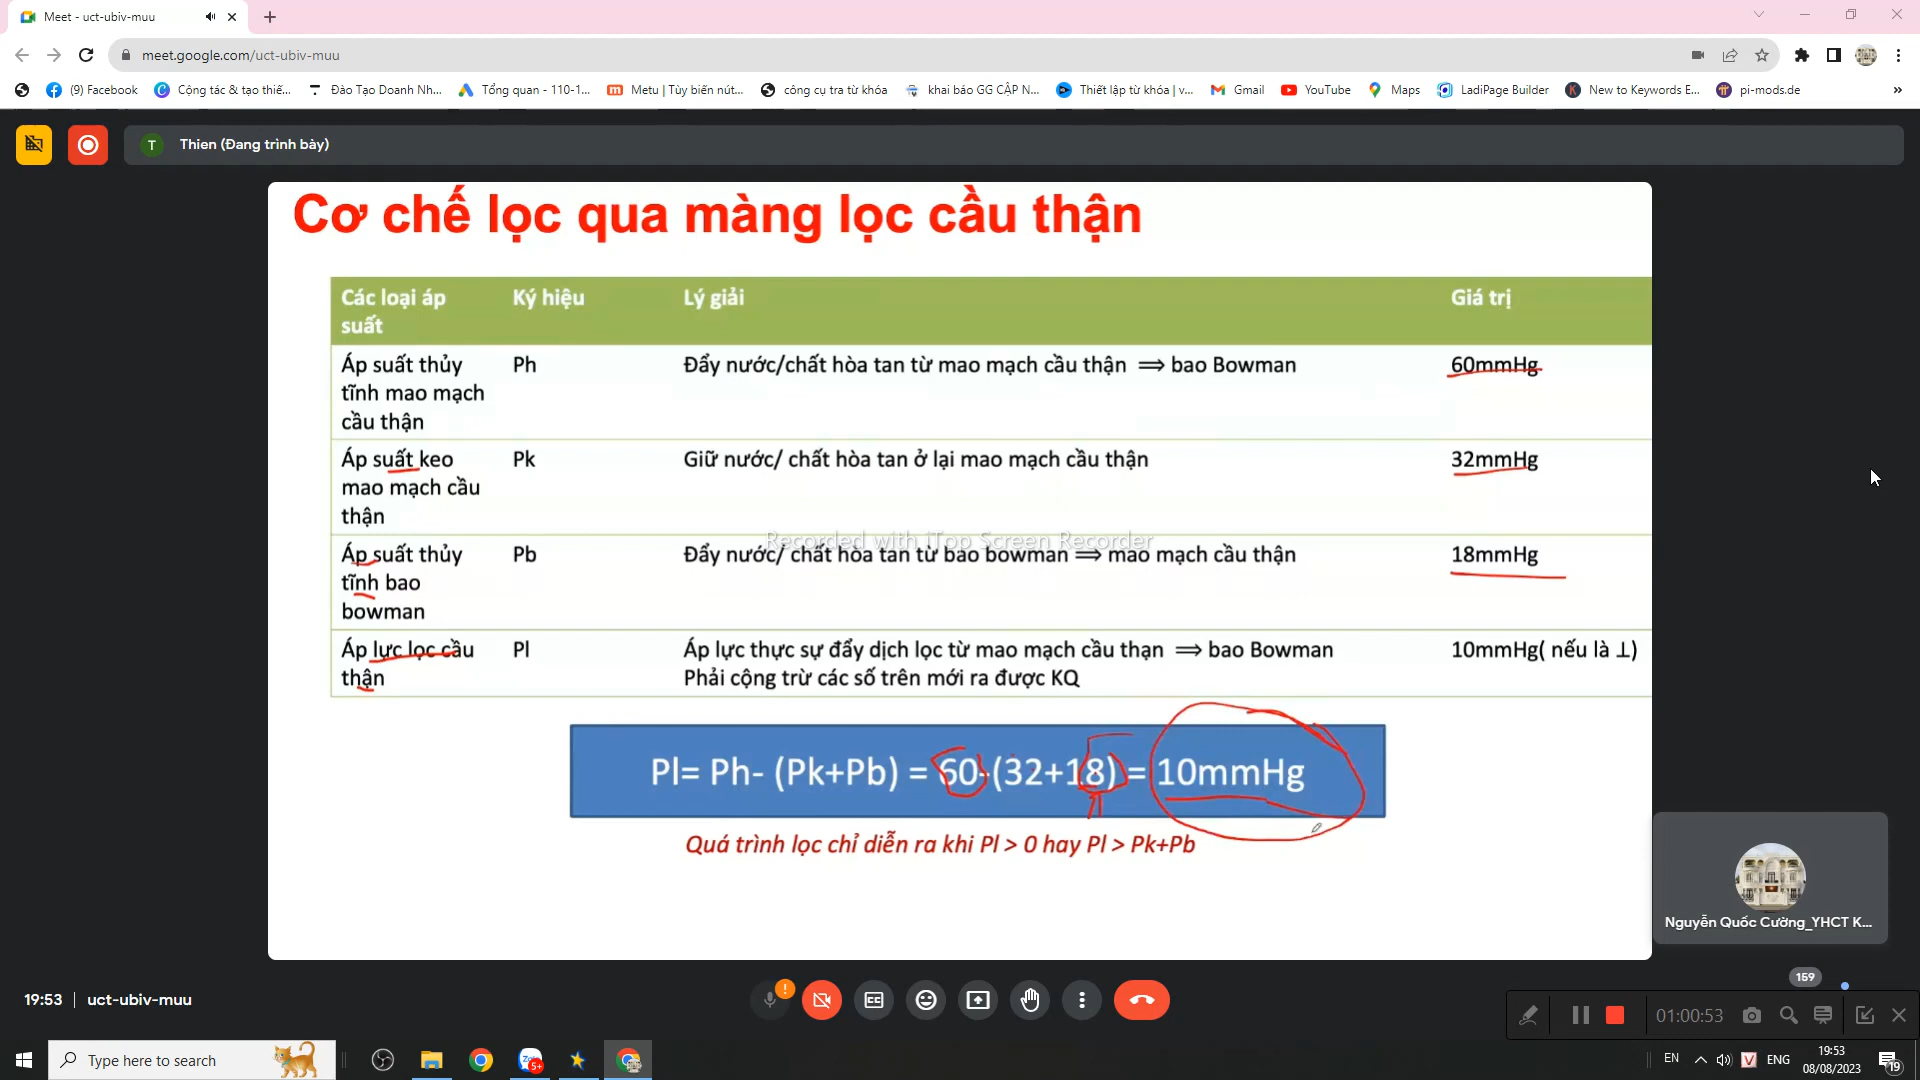 Meet - uct-ubiv-muu
meet.google.com/uct-ubiv-muu
(9) Facebook
Cộng tác & tạo thiế...
Đào Tạo Doanh Nh...
Tổng quan - 110-1...
Metu | Tùy biến nút...
công cụ tra từ khóa
khai báo GG CẬP N...
Thiết lập từ khóa | v...
Gmail
YouTube
Maps
LadiPage Builder
New to Keywords E...
pi-mods.de
»
T
Thien (Đang trình bày)
Cơ chế lọc qua màng lọc cầu thận
Các loại áp
suất
Ký hiệu
Lý giải
Giá trị
Áp suất thủy
tĩnh mao mạch
cầu thận
Ph
Đẩy nước/chất hòa tan từ mao mạch cầu thận ⟹ bao Bowman
60mmHg
Áp suất keo
mao mạch cầu
thận
Pk
Giữ nước/ chất hòa tan ở lại mao mạch cầu thận
32mmHg
Recorded with iTop Screen Recorder
Áp suất thủy
tĩnh bao
bowman
Pb
Đẩy nước/ chất hòa tan từ bao bowman ⟹ mao mạch cầu thận
18mmHg
Áp lực lọc cầu
thận
Pl
Áp lực thực sự đẩy dịch lọc từ mao mạch cầu thạn ⟹ bao Bowman
Phải cộng trừ các số trên mới ra được KQ
10mmHg( nếu là ⊥)
Pl= Ph- (Pk+Pb) = 60-(32+18) = 10mmHg
Quá trình lọc chỉ diễn ra khi Pl > 0 hay Pl > Pk+Pb
Nguyễn Quốc Cường_YHCT K...
159
19:53 | uct-ubiv-muu
01:00:53
Type here to search
Zalo
5+
EN
ENG
19:53
08/08/2023
19